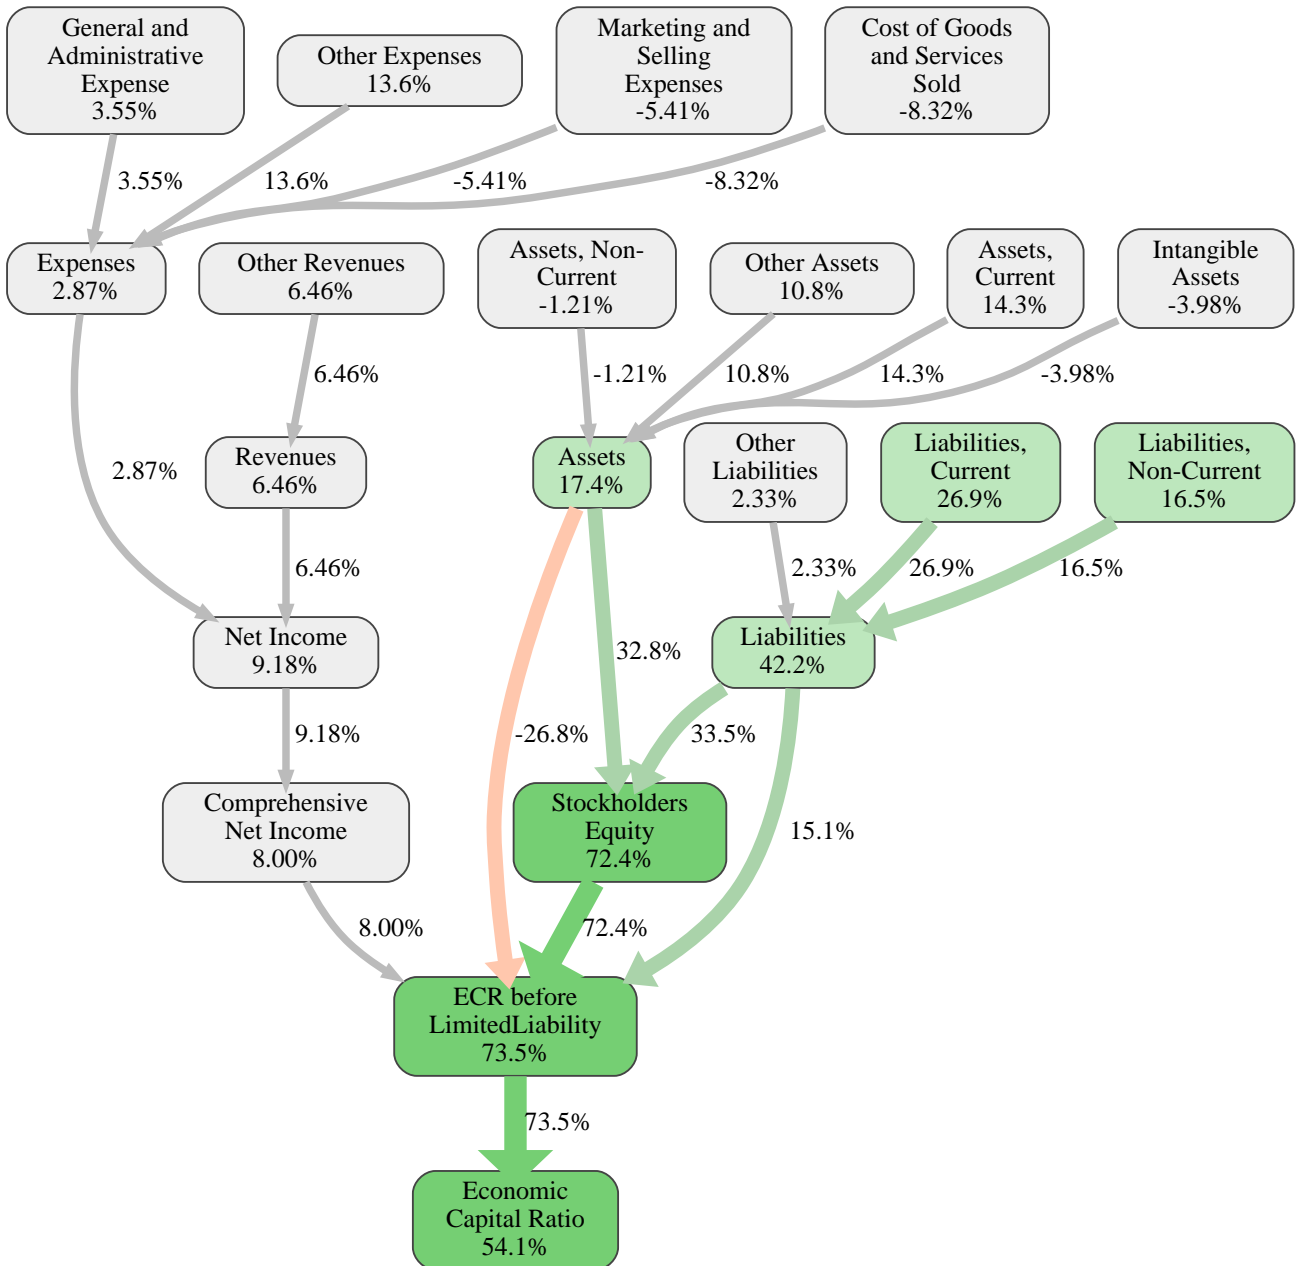 General and
Administrative
Expense
3.55%
Other Expenses
13.6%
Marketing and
Selling
Expenses
-5.41%
Cost of Goods
and Services
Sold
-8.32%
3.55%
13.6%
-5.41%
-8.32%
Expenses
2.87%
Other Revenues
6.46%
Assets, Non-
Current
-1.21%
Other Assets
10.8%
Assets,
Current
14.3%
Intangible
Assets
-3.98%
6.46%
-1.21%
10.8%
14.3%
-3.98%
2.87%
Revenues
6.46%
Assets
17.4%
Other
Liabilities
2.33%
Liabilities,
Current
26.9%
Liabilities,
Non-Current
16.5%
6.46%
2.33%
26.9%
16.5%
Net Income
9.18%
32.8%
Liabilities
42.2%
9.18%
-26.8%
33.5%
Comprehensive
Net Income
8.00%
Stockholders
Equity
72.4%
15.1%
8.00%
72.4%
ECR before
LimitedLiability
73.5%
73.5%
Economic
Capital Ratio
54.1%